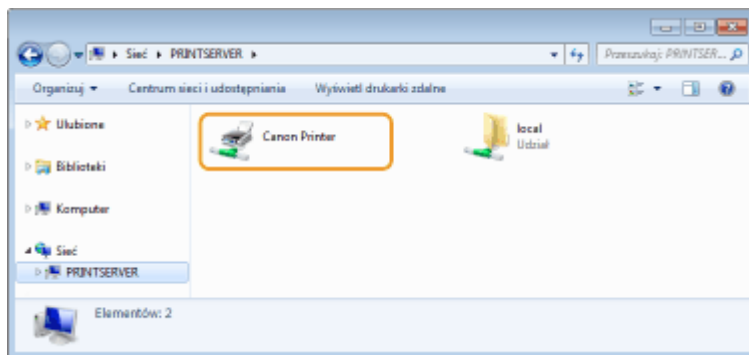 Sieć ▸ PRINTSERVER ▸
Przeszukaj: PRINTSER...
Organizuj Centrum sieci i udostępniania Wyświetl drukarki zdalne
Ulubione
Biblioteki
Komputer
Sieć
PRINTSERVER
Canon Printer
local
Udział
Elementów: 2